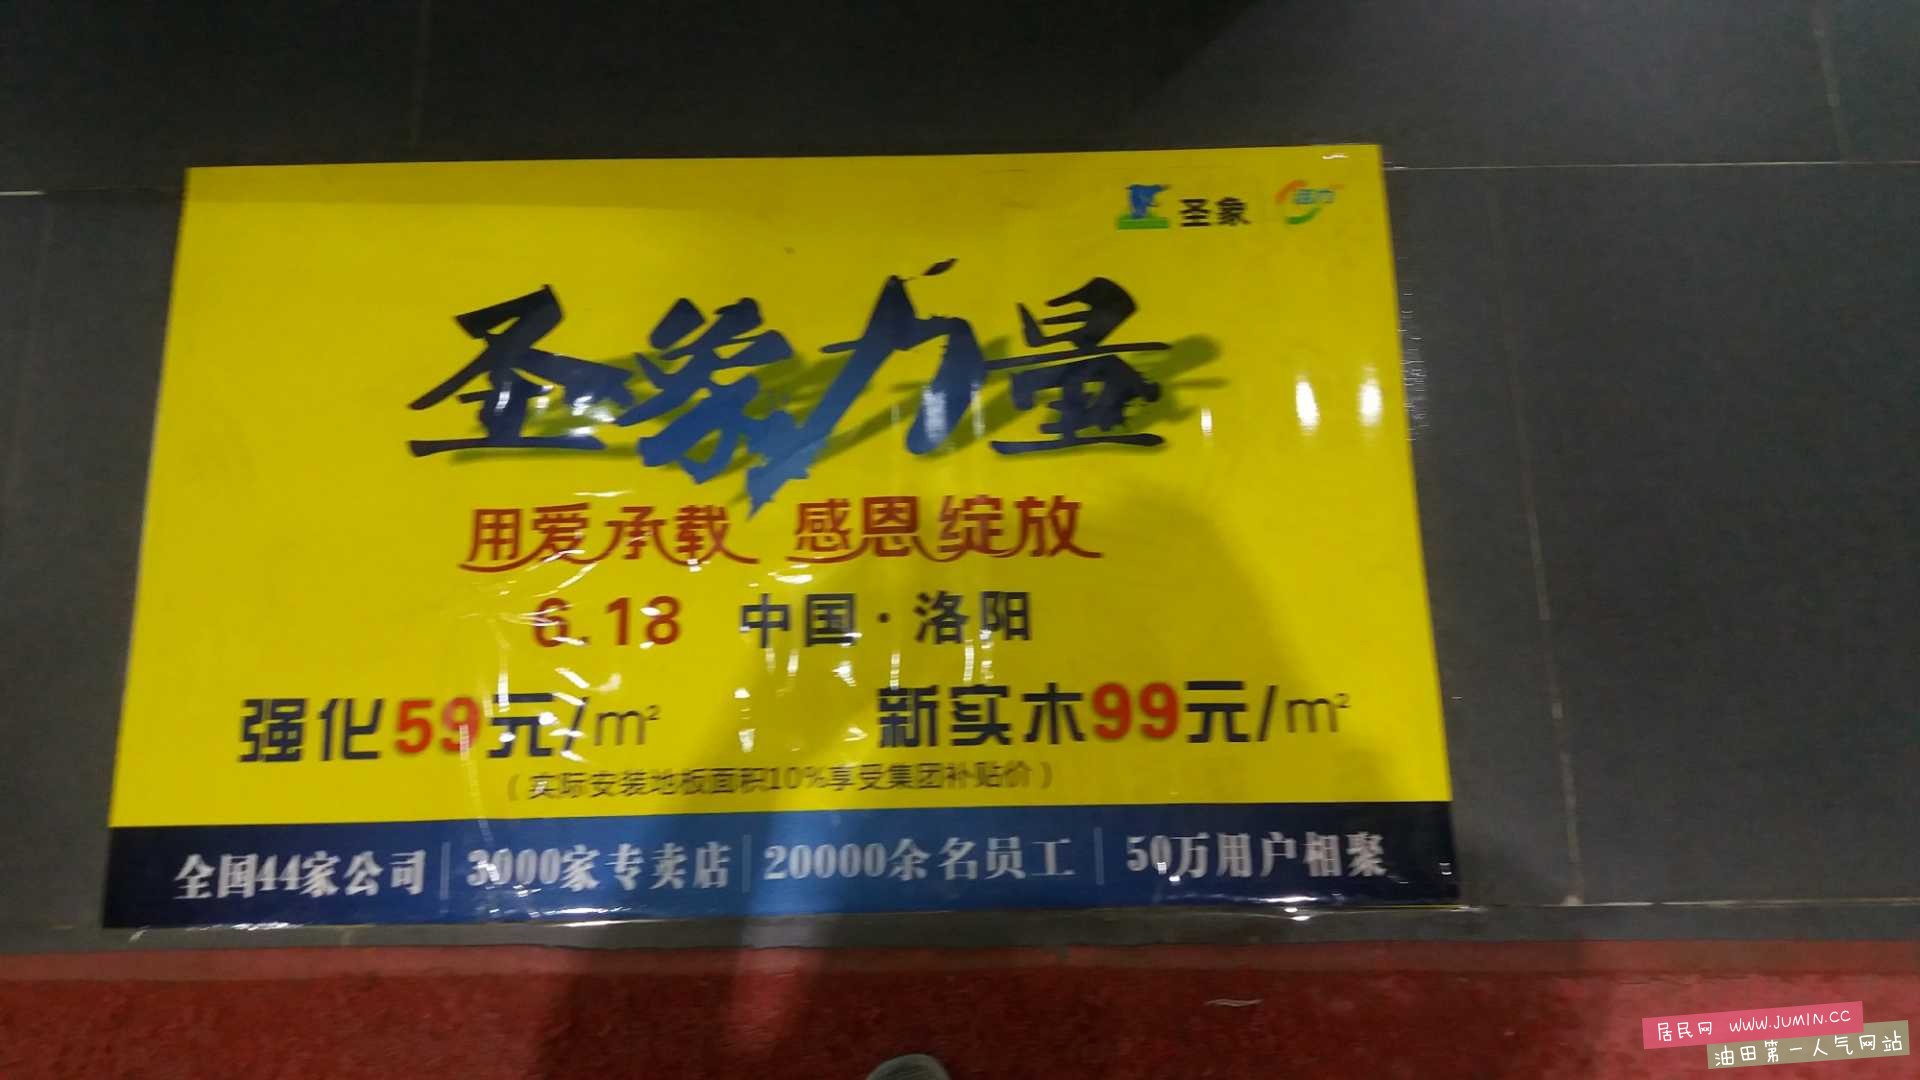 圣象
圣象力量
用爱承载 感恩绽放
6.18 中国·洛阳
强化59元/m² 新实木99元/m²
(实际安装地板面积10%享受集团补贴价)
全国44家公司 | 3000家专卖店 | 20000余名员工 | 50万用户相聚
居民网 WWW.JUMIN.CC
油田第一人气网站